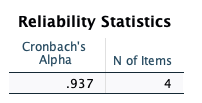 Reliability Statistics
Cronbach's
Alpha N of Items
.937 4